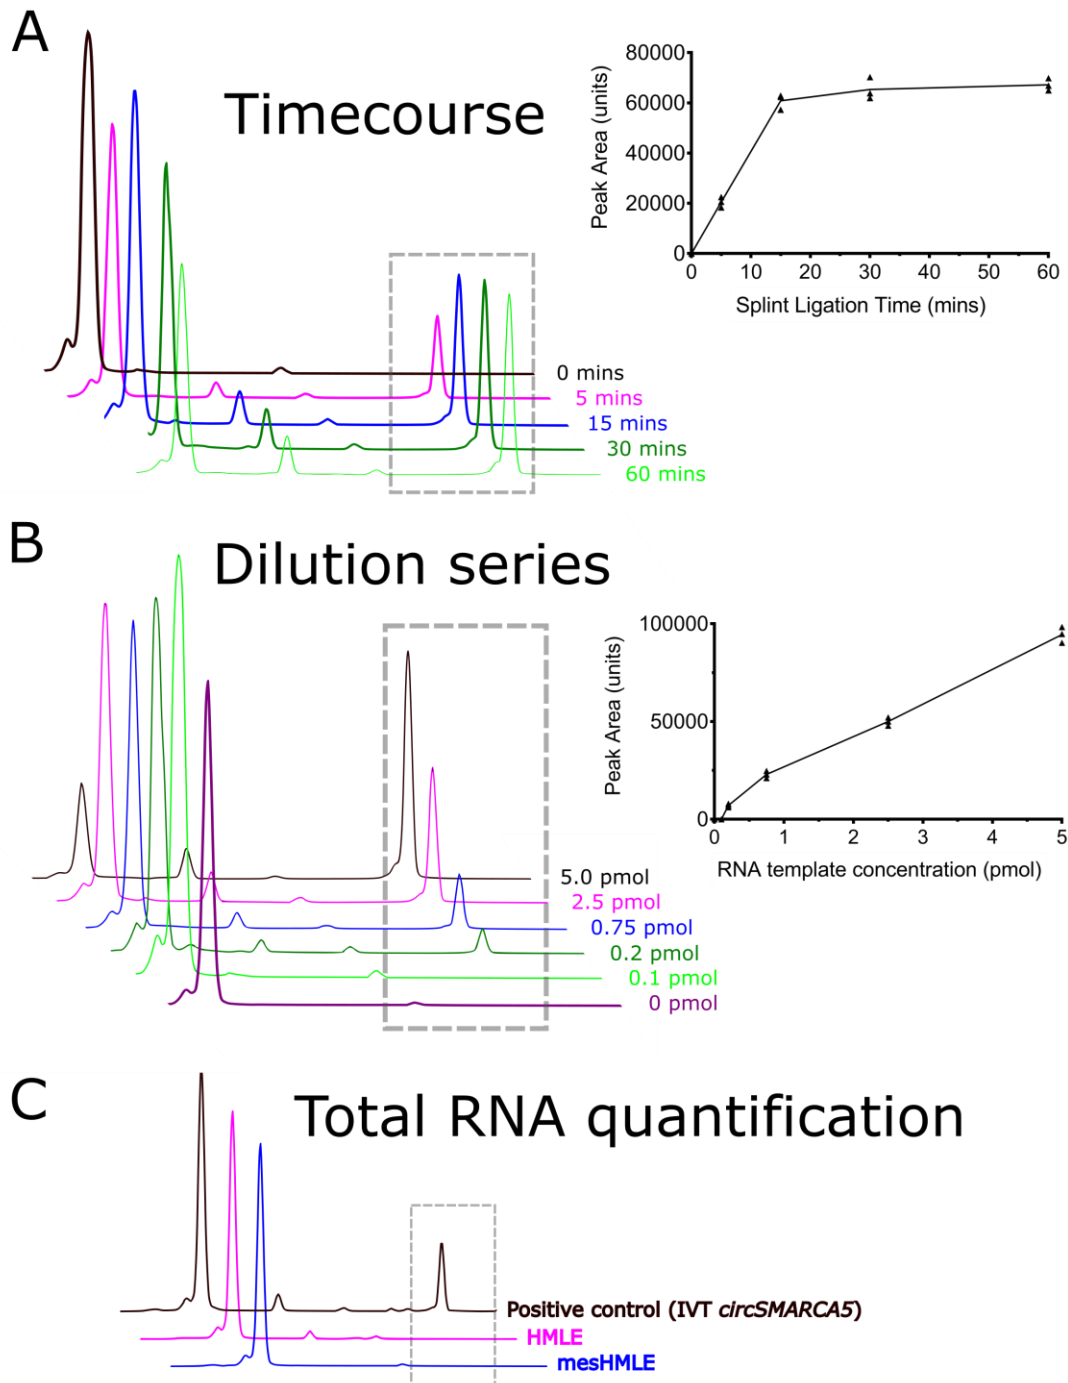 A
Timecourse
80000
60000
40000
20000
0
Peak Area (units)
0 10 20 30 40 50 60
Splint Ligation Time (mins)
0 mins
5 mins
15 mins
30 mins
60 mins
B
Dilution series
100000
50000
0
Peak Area (units)
0 1 2 3 4 5
RNA template concentration (pmol)
5.0 pmol
2.5 pmol
0.75 pmol
0.2 pmol
0.1 pmol
0 pmol
C
Total RNA quantification
Positive control (IVT circSMARCA5)
HMLE
mesHMLE